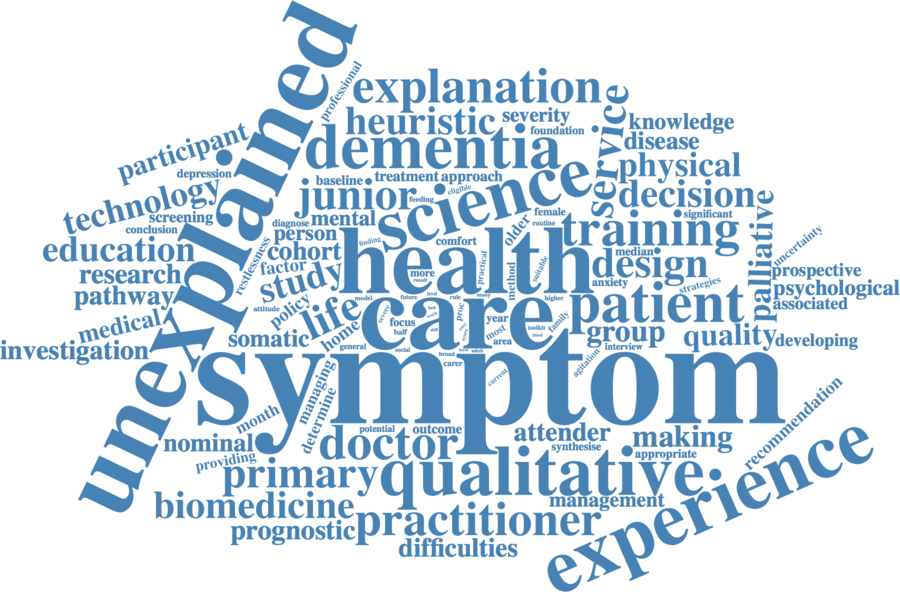 unexplained
professional
explanation
heuristic
severity
foundation
service
knowledge
disease
participant
depression
dementia
physical
technology
screening
conclusion
baseline
treatment
approach
junior
science
eligible
feeding
decision
diagnose
mental
female
routine
older
significant
education
restlessness
person
cohort
finding
comfort
training
palliative
uncertainty
research
factor
study
health
more
result
practical
method
suitable
median
design
anxiety
strategies
prospective
psychological
associated
pathway
attitude
policy
life
model
future
level
rule
many
higher
patient
medical
somatic
home
severe
care
focus
half
proc
year
most
area
toolkit
third
family
group
quality
developing
investigation
general
social
broad
adult
carer
interview
agitation
symptom
managing
determine
current
month
recommendation
nominal
providing
potential
outcome
doctor
attender
synthesise
making
appropriate
primary
qualitative
management
experience
biomedicine
prognostic
practitioner
difficulties